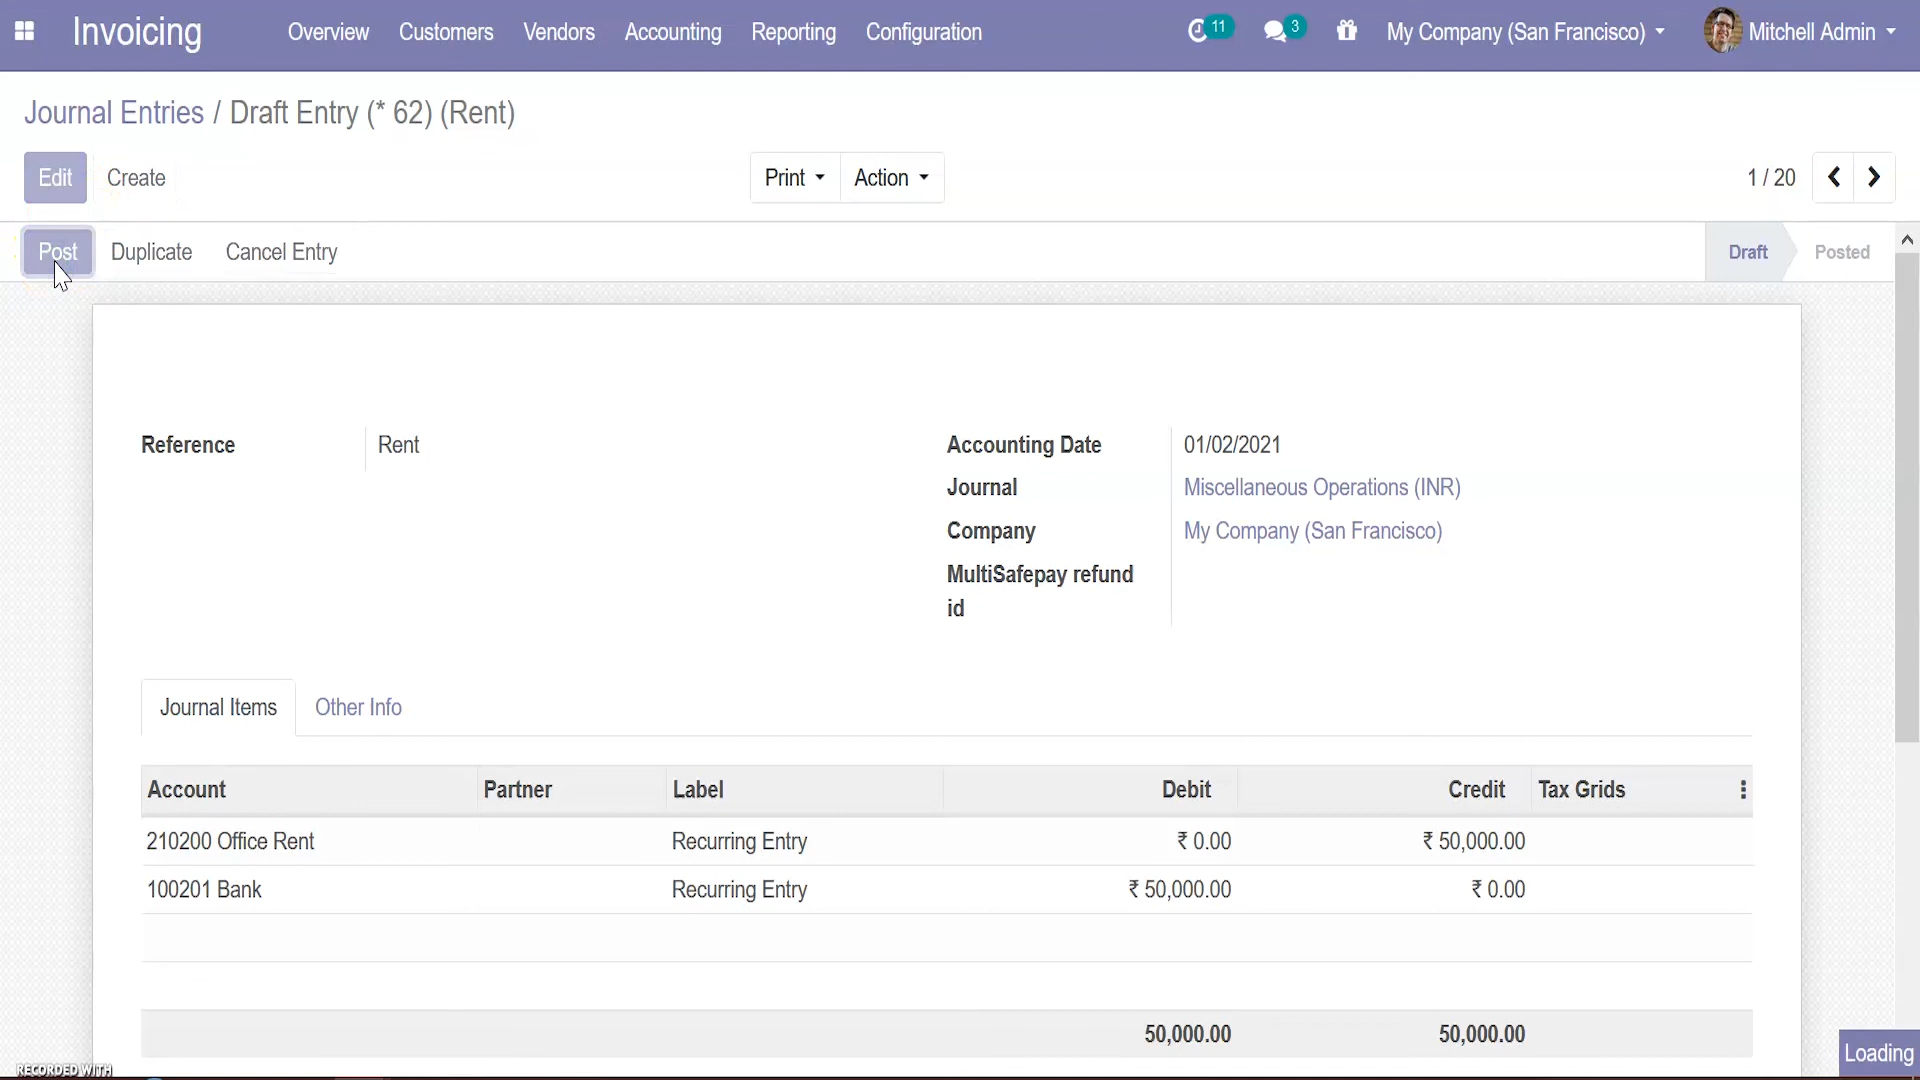 Invoicing Overview Customers Vendors Accounting Reporting Configuration 11 3 My Company (San Francisco) Mitchell Admin
Journal Entries / Draft Entry (* 62) (Rent)
Edit Create Print Action 1 / 20
Post Duplicate Cancel Entry Draft Posted
Reference Rent Accounting Date 01/02/2021
Journal Miscellaneous Operations (INR)
Company My Company (San Francisco)
MultiSafepay refund
id
Journal Items Other Info
Account Partner Label Debit Credit Tax Grids
210200 Office Rent Recurring Entry ₹ 0.00 ₹ 50,000.00
100201 Bank Recurring Entry ₹ 50,000.00 ₹ 0.00
50,000.00 50,000.00
Loading
RECORDED WITH